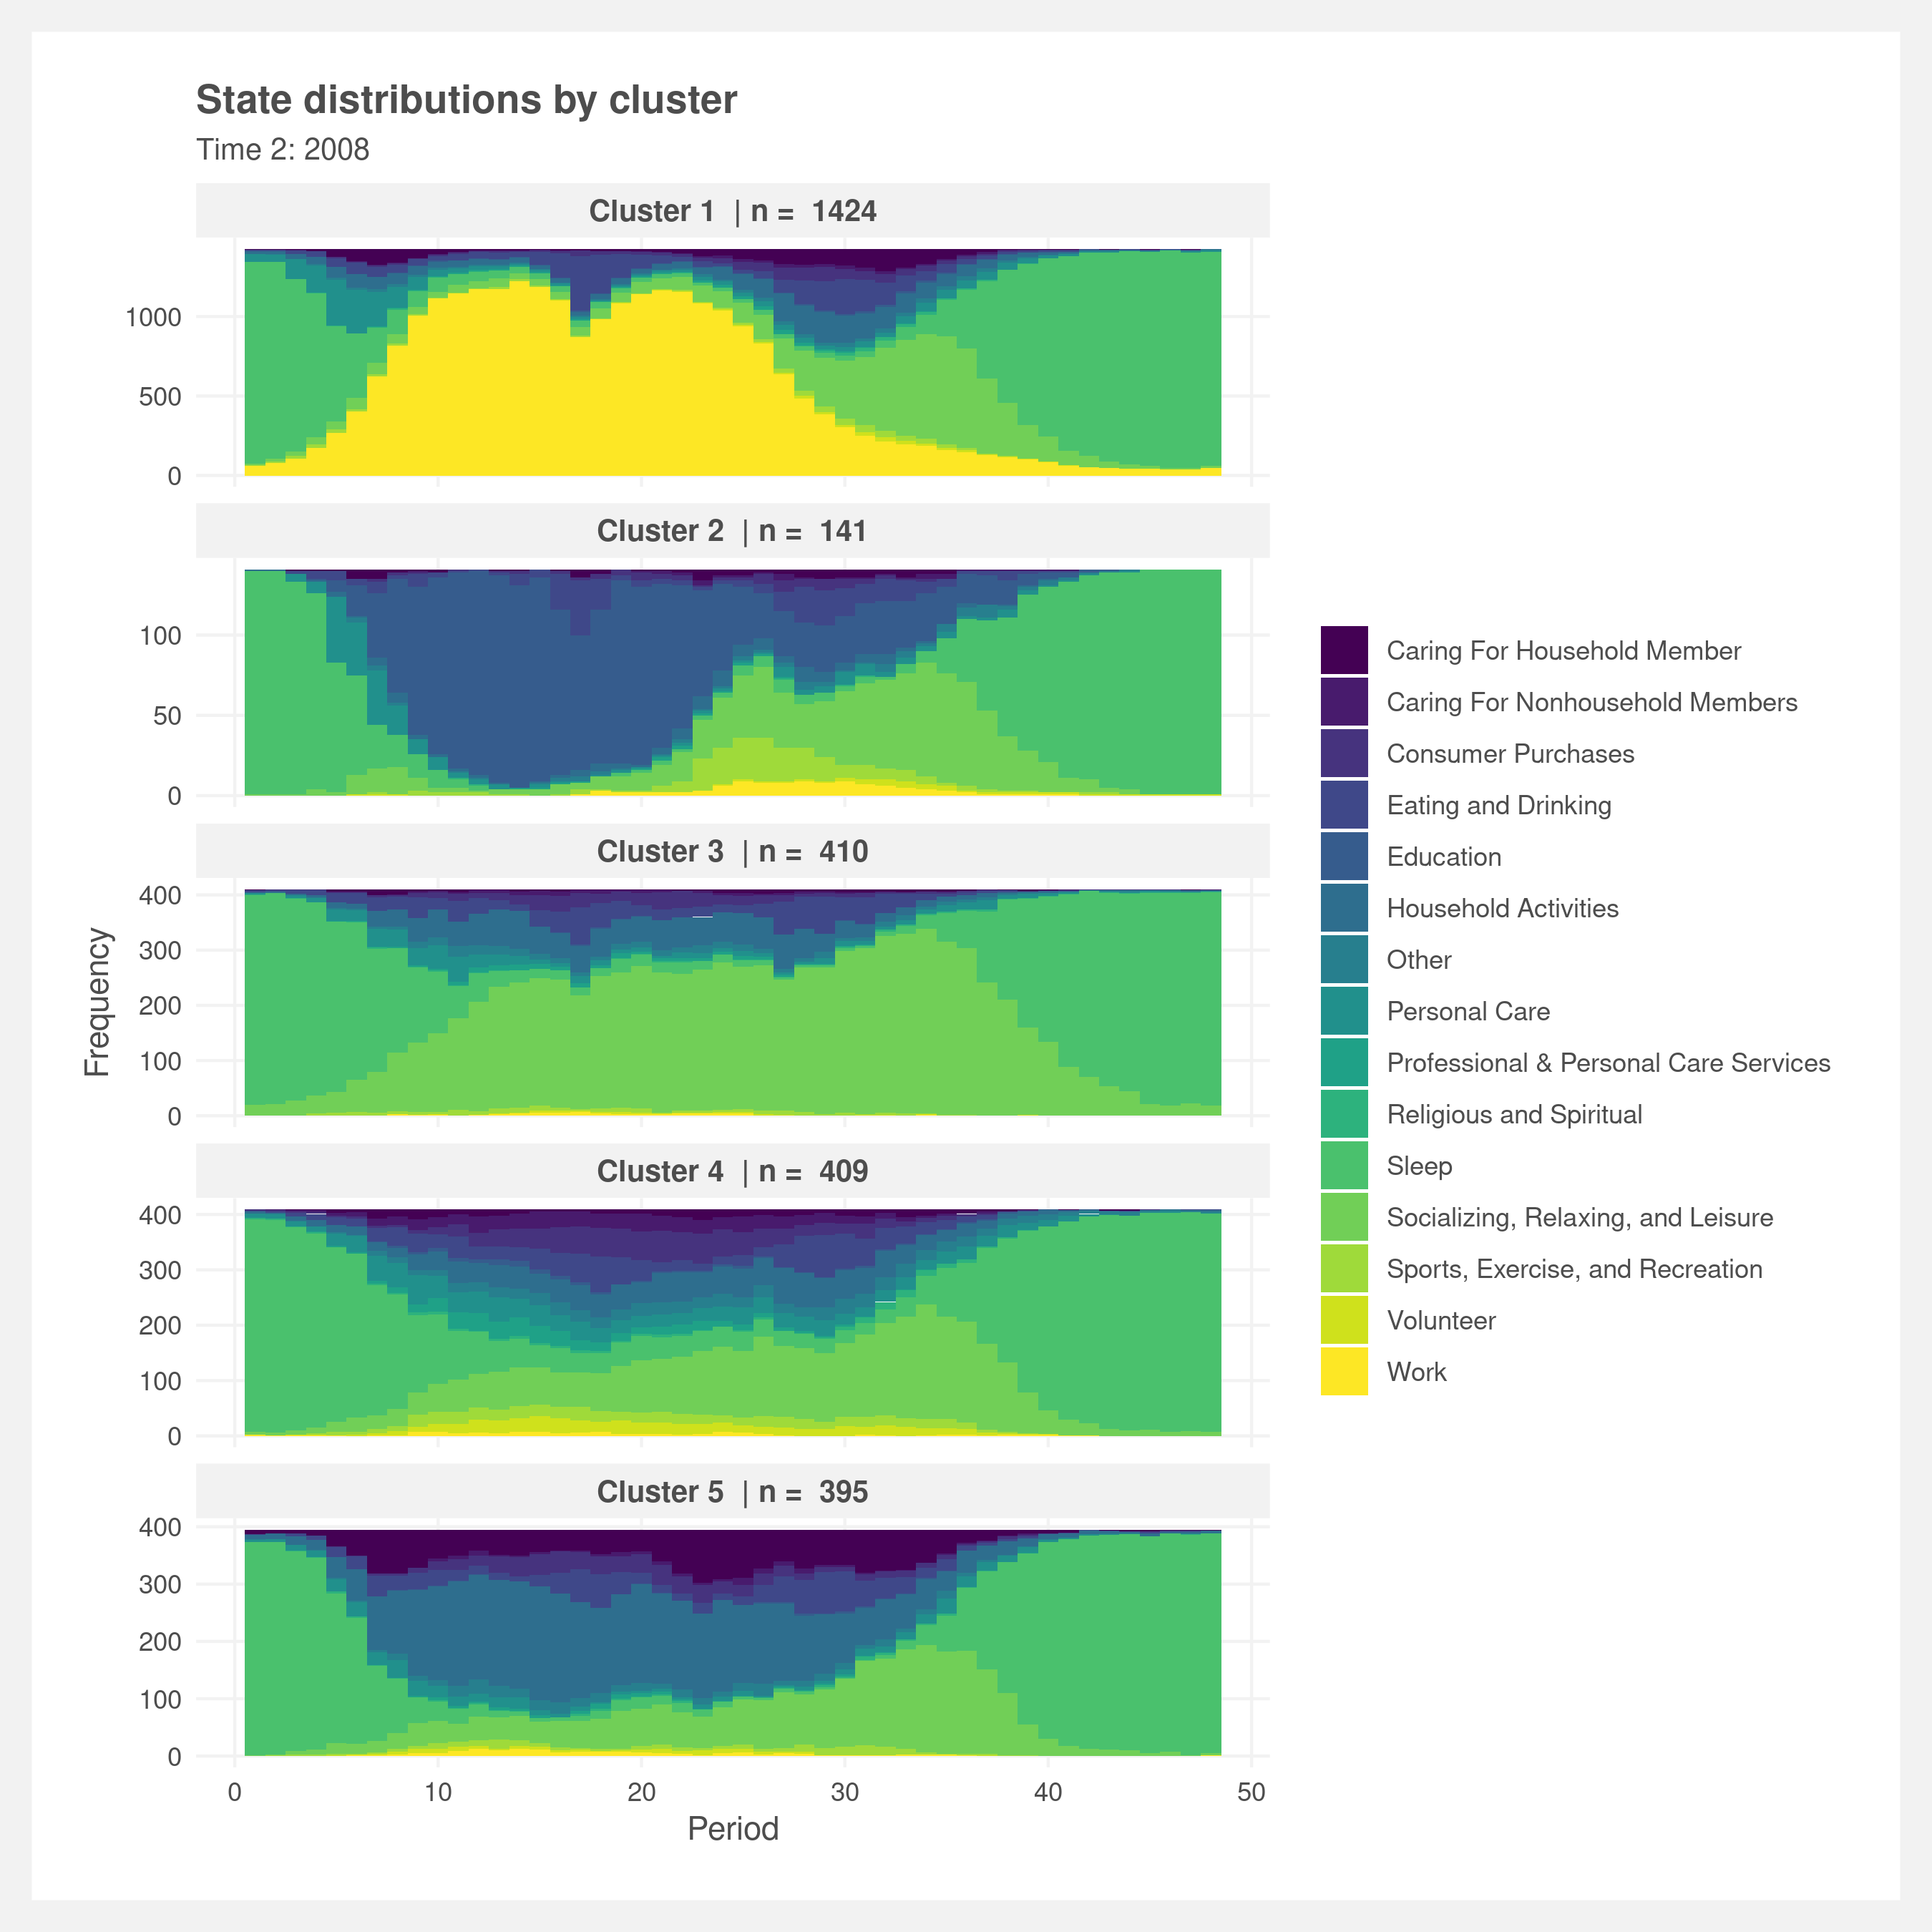 State distributions by cluster
Time 2: 2008
Cluster 1 | n = 1424
1000
500
0
Cluster 2 | n = 141
100
50
0
Cluster 3 | n = 410
400
300
200
100
0
Cluster 4 | n = 409
400
300
200
100
0
Cluster 5 | n = 395
400
300
200
100
0
0 10 20 30 40 50
Period
Frequency
Caring For Household Member
Caring For Nonhousehold Members
Consumer Purchases
Eating and Drinking
Education
Household Activities
Other
Personal Care
Professional & Personal Care Services
Religious and Spiritual
Sleep
Socializing, Relaxing, and Leisure
Sports, Exercise, and Recreation
Volunteer
Work